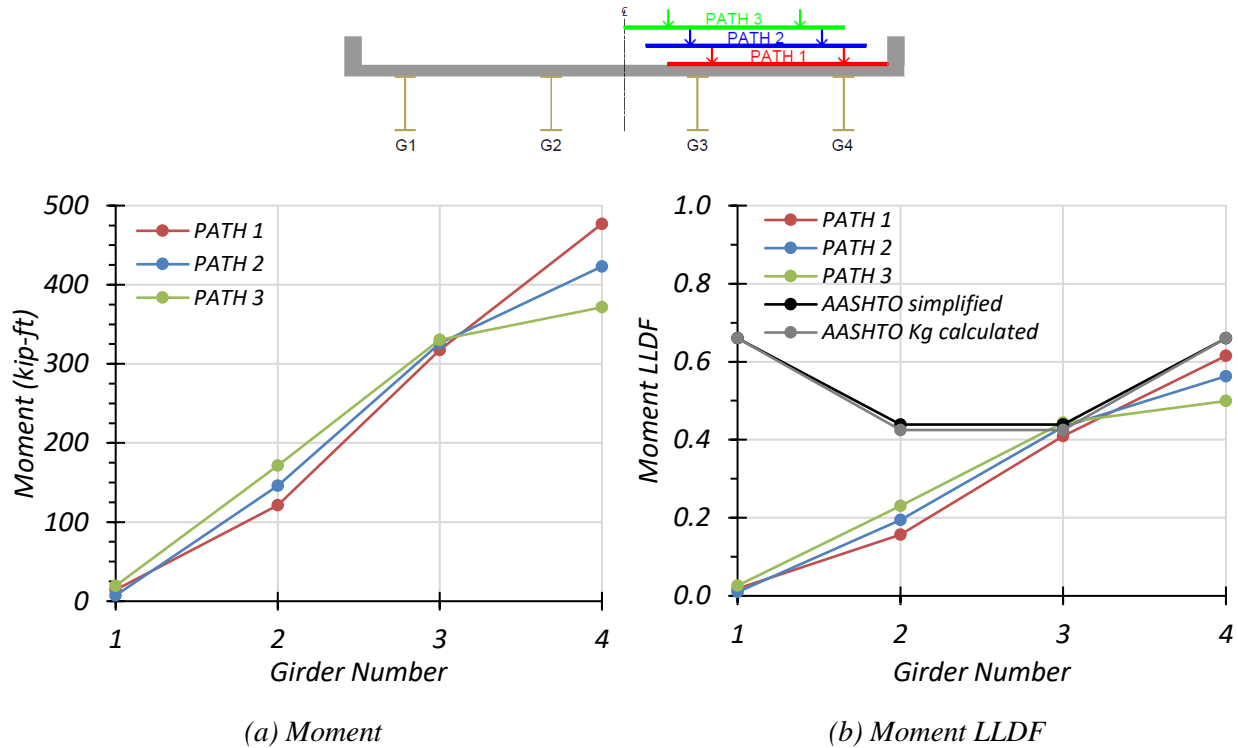 ℄
PATH 3
PATH 2
PATH 1
G1 G2 G3 G4
500
400
300
200
100
0
1 2 3 4
Moment (kip-ft)
Girder Number
PATH 1
PATH 2
PATH 3
(a) Moment
1.0
0.8
0.6
0.4
0.2
0.0
1 2 3 4
Moment LLDF
Girder Number
PATH 1
PATH 2
PATH 3
AASHTO simplified
AASHTO Kg calculated
(b) Moment LLDF